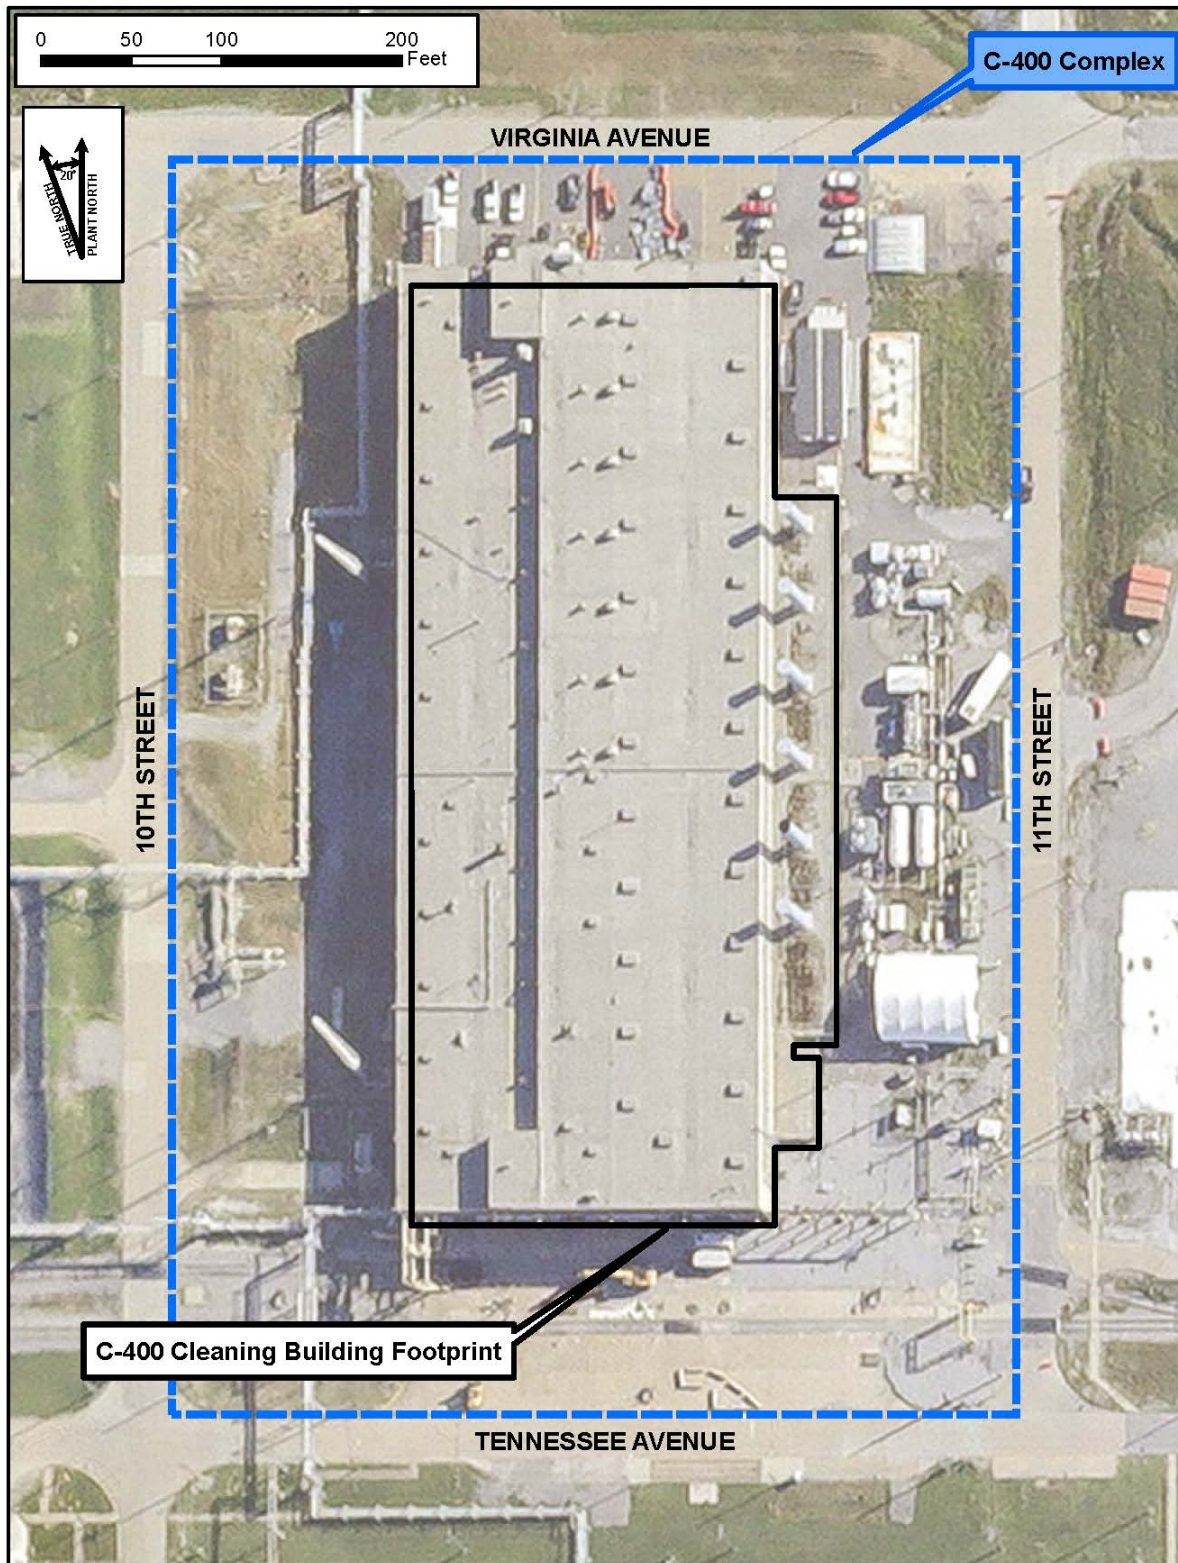 0 50 100 200
Feet
C-400 Complex
VIRGINIA AVENUE
20°
TRUE NORTH
PLANT NORTH
10TH STREET
11TH STREET
C-400 Cleaning Building Footprint
TENNESSEE AVENUE